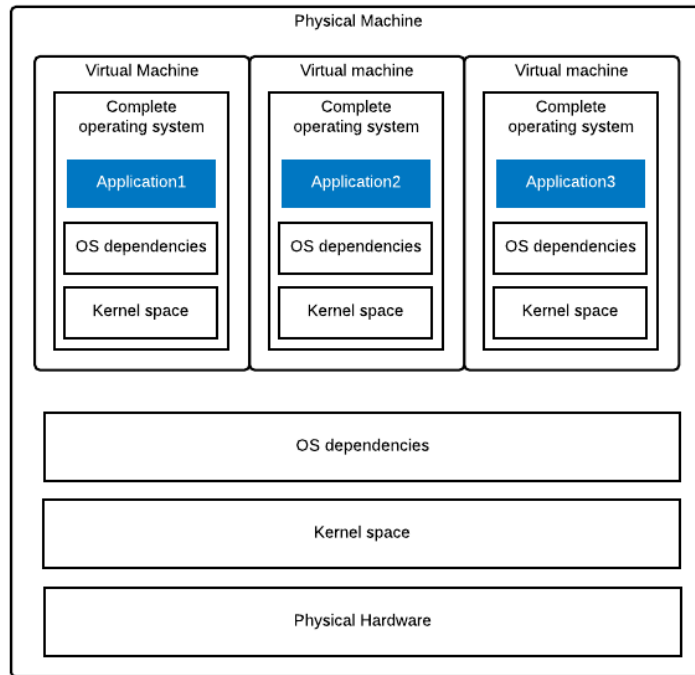 Physical Machine
Virtual Machine
Complete
operating system
Application1
OS dependencies
Kernel space
Virtual machine
Complete
operating system
Application2
OS dependencies
Kernel space
Virtual machine
Complete
operating system
Application3
OS dependencies
Kernel space
OS dependencies
Kernel space
Physical Hardware